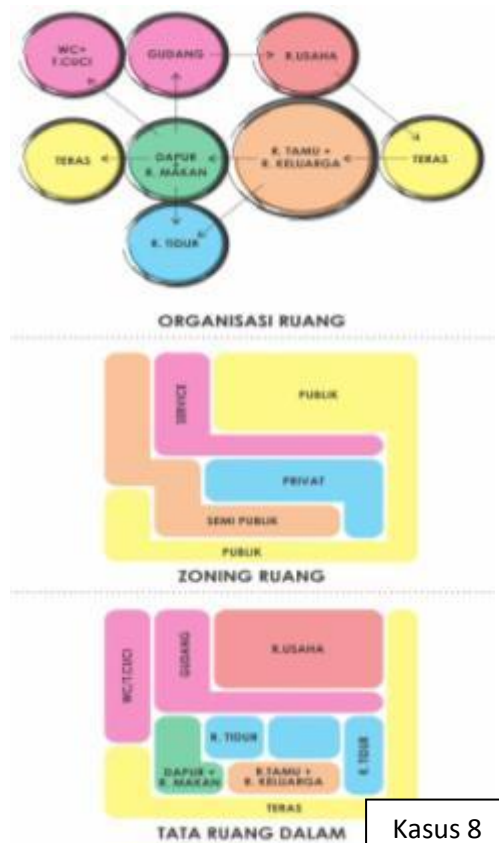 WC+
T.CUCI
GUDANG
R.USAHA
TERAS
DAPUR +
R. MAKAN
R. TAMU +
R. KELUARGA
TERAS
R. TIDUR
ORGANISASI RUANG
SERVICE
PUBLIK
PRIVAT
SEMI PUBLIK
PUBLIK
ZONING RUANG
WC/T.CUCI
GUDANG
R.USAHA
R. TIDUR
R. TIDUR
DAPUR +
R. MAKAN
R.TAMU +
R. KELUARGA
TERAS
TATA RUANG DALAM
Kasus 8